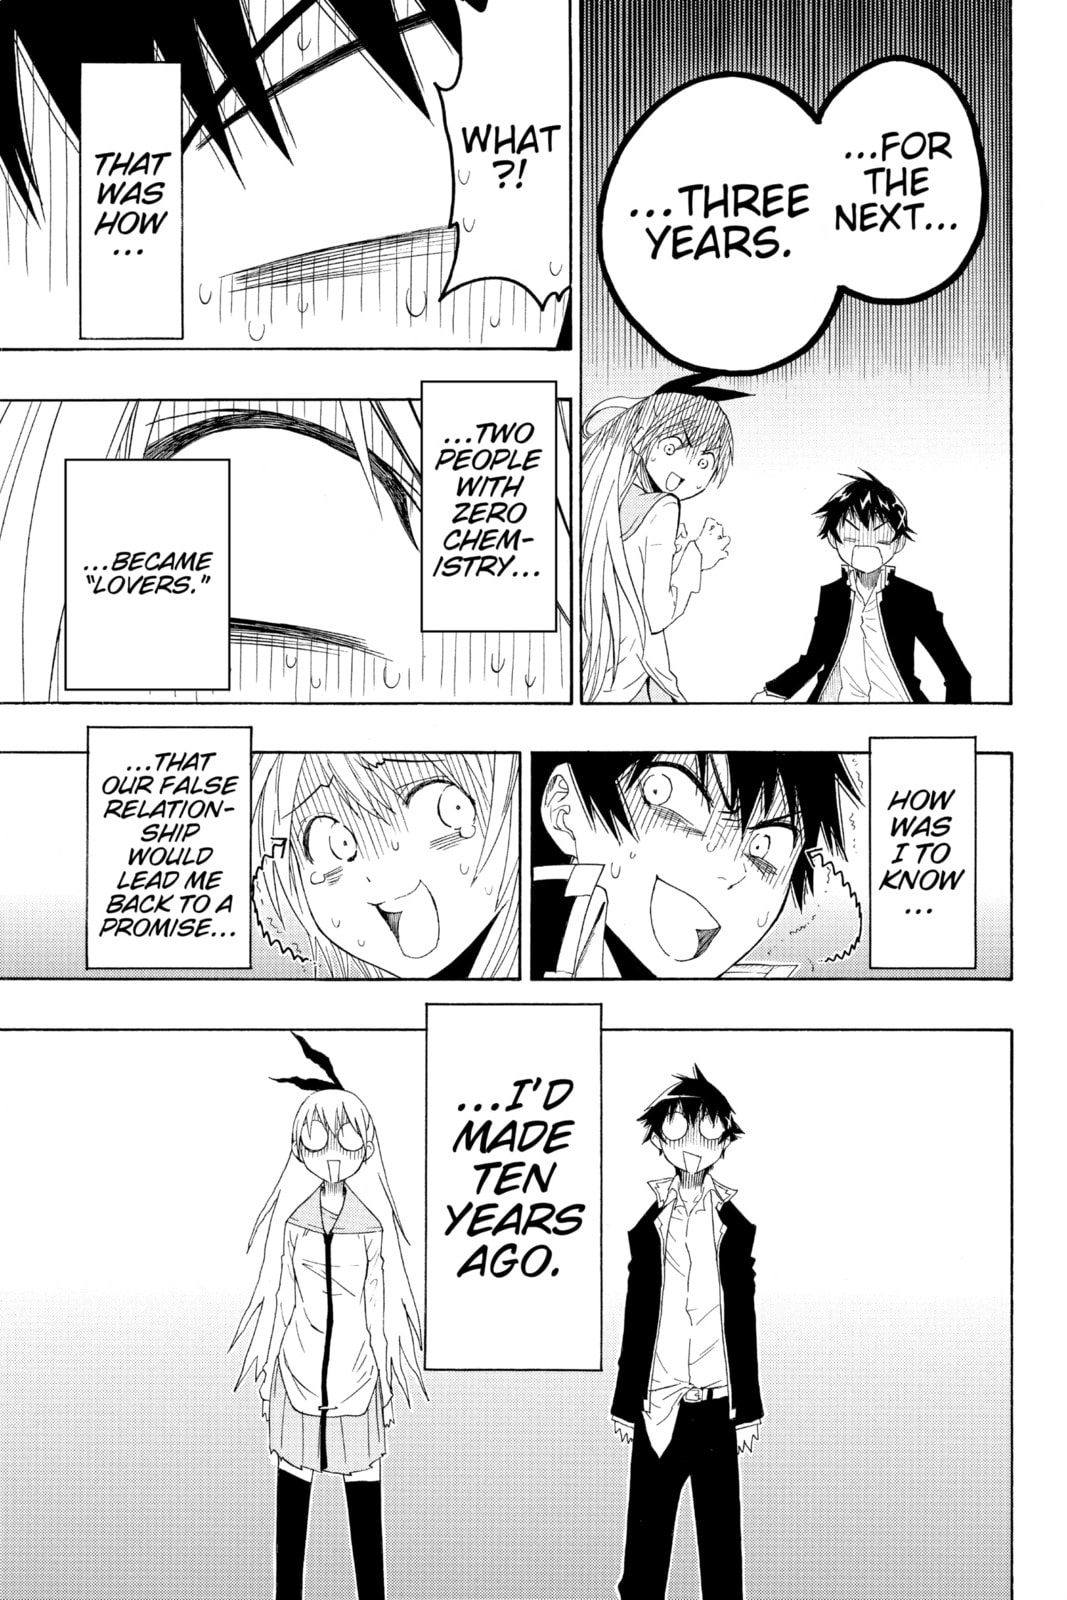 ...FOR
THE
NEXT...
...THREE
YEARS.
WHAT
?!
THAT
WAS
HOW
...
...TWO
PEOPLE
WITH
ZERO
CHEM-
ISTRY...
...BECAME
"LOVERS."
HOW
WAS
I TO
KNOW
...
...THAT
OUR FALSE
RELATION-
SHIP
WOULD
LEAD ME
BACK TO A
PROMISE...
...I'D
MADE
TEN
YEARS
AGO.